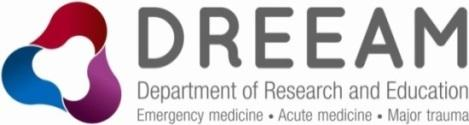 DREEAM
Department of Research and Education
Emergency medicine • Acute medicine • Major trauma